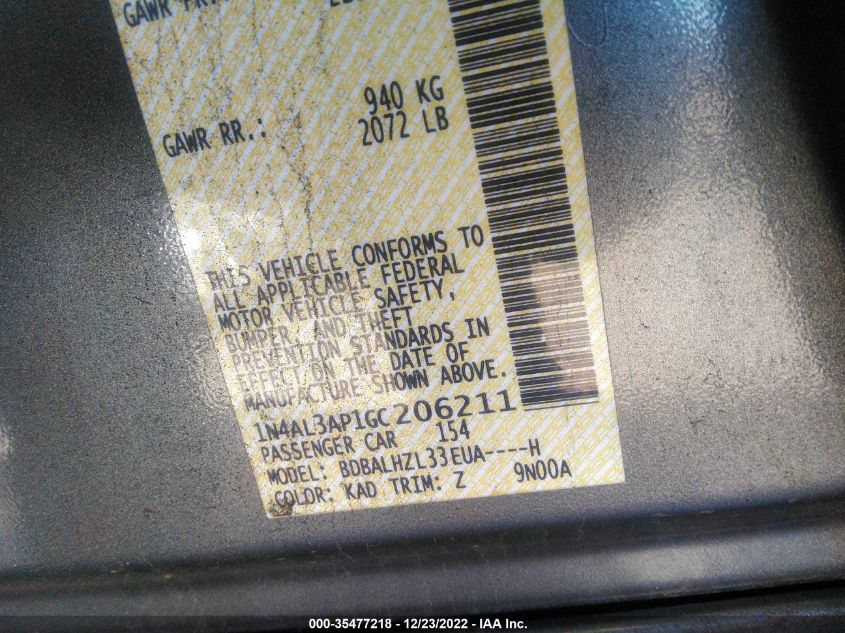 GAWR
940 KG
GAWR RR.: 2072 LB
THIS VEHICLE CONFORMS TO
ALL APPLICABLE FEDERAL
MOTOR VEHICLE SAFETY,
BUMPER, AND THEFT
PREVENTION STANDARDS IN
EFFECT ON THE DATE OF
MANUFACTURE SHOWN ABOVE.
1N4AL3AP1GC206211
PASSENGER CAR 154
MODEL: BDBALHZL33EUA----H
COLOR: KAD TRIM: Z 9N00A
000-35477218 - 12/23/2022 - IAA Inc.